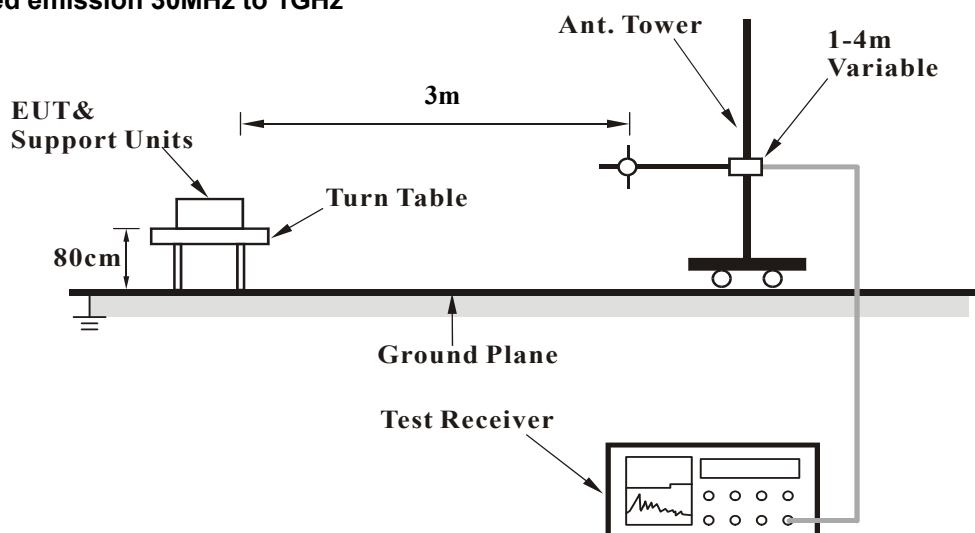 emission 30MHz to 1GHz
Ant. Tower
1-4m
Variable
3m
EUT&
Support Units
Turn Table
80cm
Ground Plane
Test Receiver